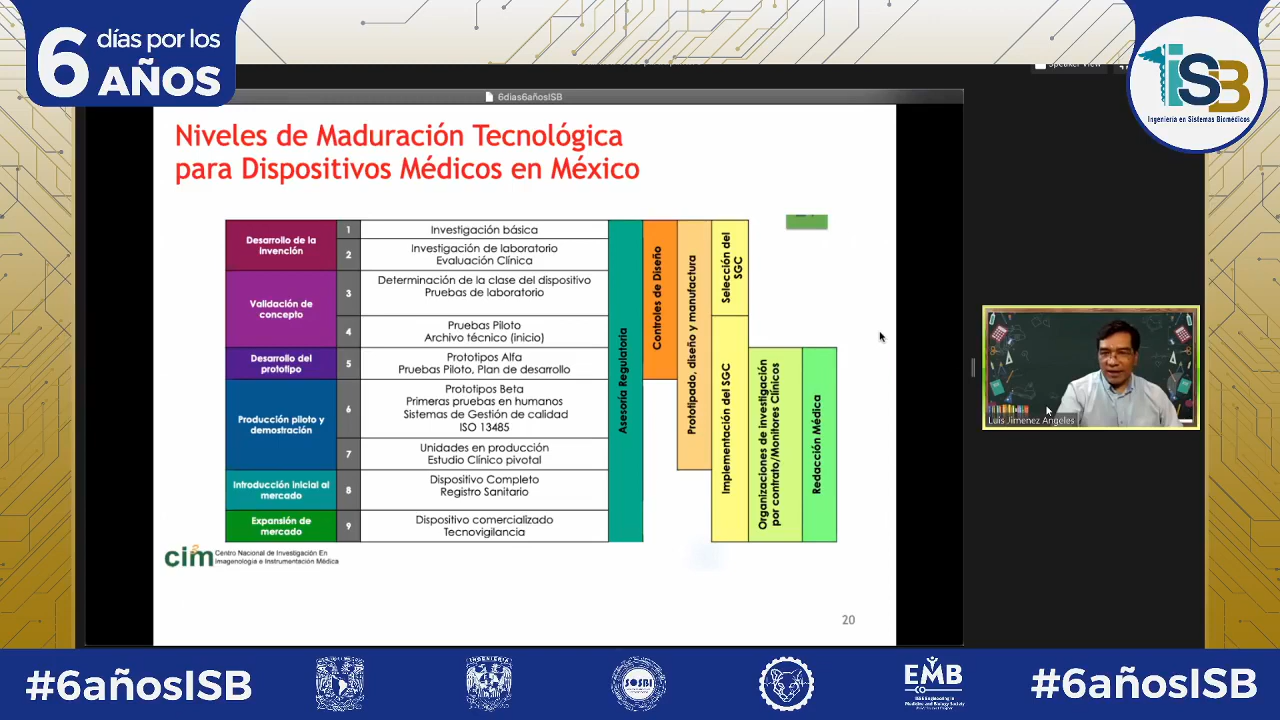 6 días por los
AÑOS
Speaker View
6dias6añosISB
iSB
Ingeniería en Sistemas Biomédicos
Niveles de Maduración Tecnológica
para Dispositivos Médicos en México
Desarrollo de la
invención
1
Investigación básica
2
Investigación de laboratorio
Evaluación Clínica
Validación de
concepto
3
Determinación de la clase del dispositivo
Pruebas de laboratorio
4
Pruebas Piloto
Archivo técnico (inicio)
Desarrollo del
prototipo
5
Prototipos Alfa
Pruebas Piloto, Plan de desarrollo
Producción piloto y
demostración
6
Prototipos Beta
Primeras pruebas en humanos
Sistemas de Gestión de calidad
ISO 13485
7
Unidades en producción
Estudio Clínico pivotal
Introducción inicial al
mercado
8
Dispositivo Completo
Registro Sanitario
Expansión de
mercado
9
Dispositivo comercializado
Tecnovigilancia
Asesoría Regulatoria
Controles de Diseño
Prototipado, diseño y manufactura
Selección del
SGC
Implementación del SGC
Organizaciones de investigación
por contrato/Monitores Clínicos
Redacción Médica
ci3m Centro Nacional de Investigación En
Imagenología e Instrumentación Médica
20
Luis Jimenez Angeles
#6añosISB
INGENIERIA
SOSBI
EMB
#6añosISB